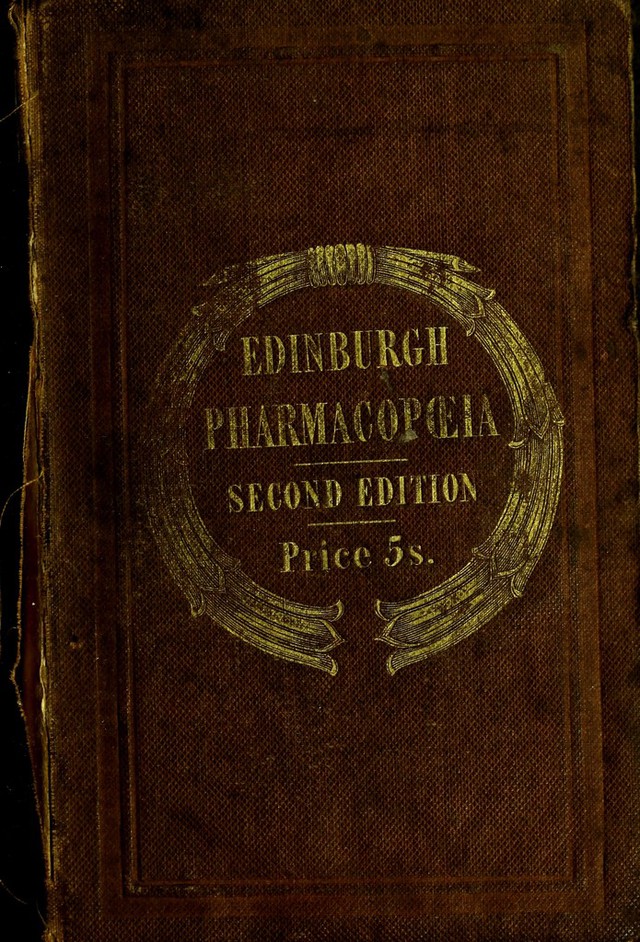 EDINBURGH
PHARMACOPŒIA
SECOND EDITION
Price 5s.